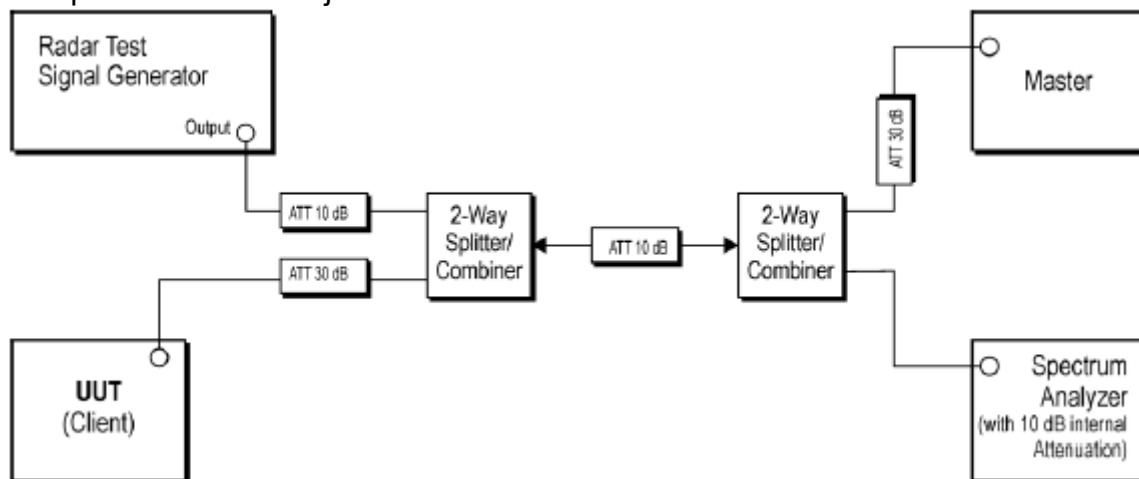 Radar Test
Signal Generator
Output
ATT 10 dB
ATT 30 dB
2-Way
Splitter/
Combiner
ATT 10 dB
2-Way
Splitter/
Combiner
ATT 30 dB
Master
UUT
(Client)
Spectrum
Analyzer
(with 10 dB internal
Attenuation)